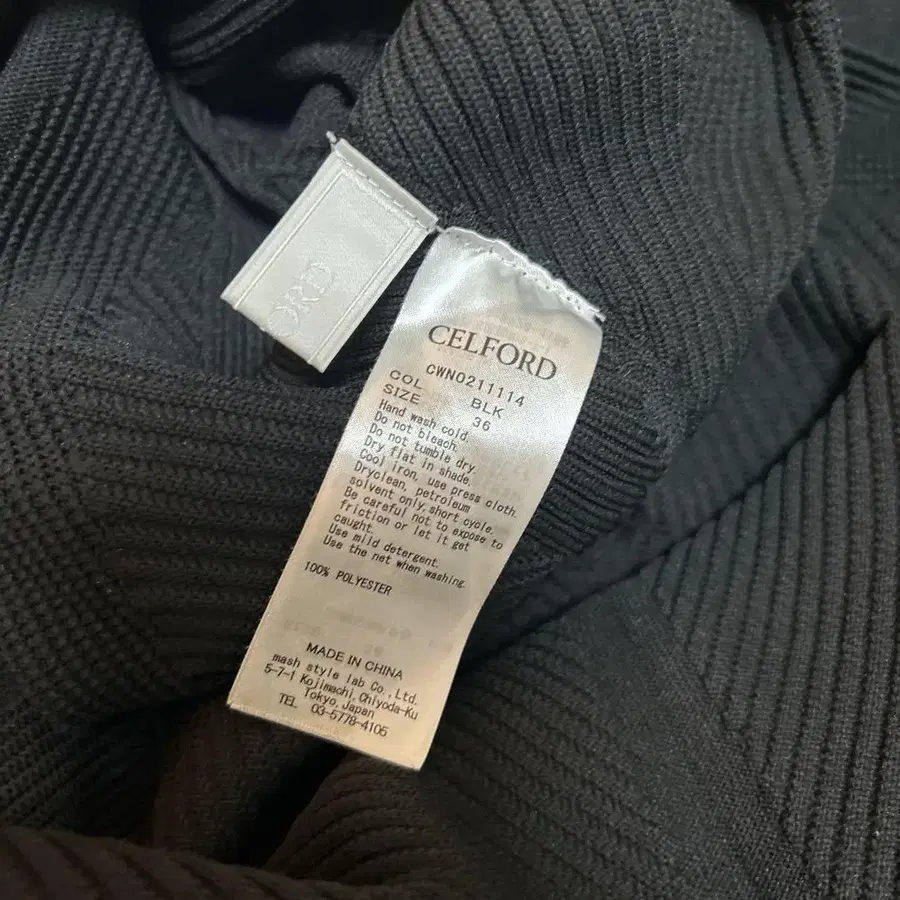 ORD
CELFORD
CWNO211114
COL BLK
SIZE 36
Hand wash cold.
Do not bleach.
Do not tumble dry.
Dry flat in shade.
Cool iron, use press cloth.
Dryclean, petroleum
solvent only, short cycle.
Be careful not to expose to
friction or let it get
caught.
Use mild detergent.
Use the net when washing.
100% POLYESTER
MADE IN CHINA
mash style lab Co.,Ltd.
5-7-1 Kojimachi,Chiyoda-Ku
Tokyo,Japan
TEL 03-5778-4105